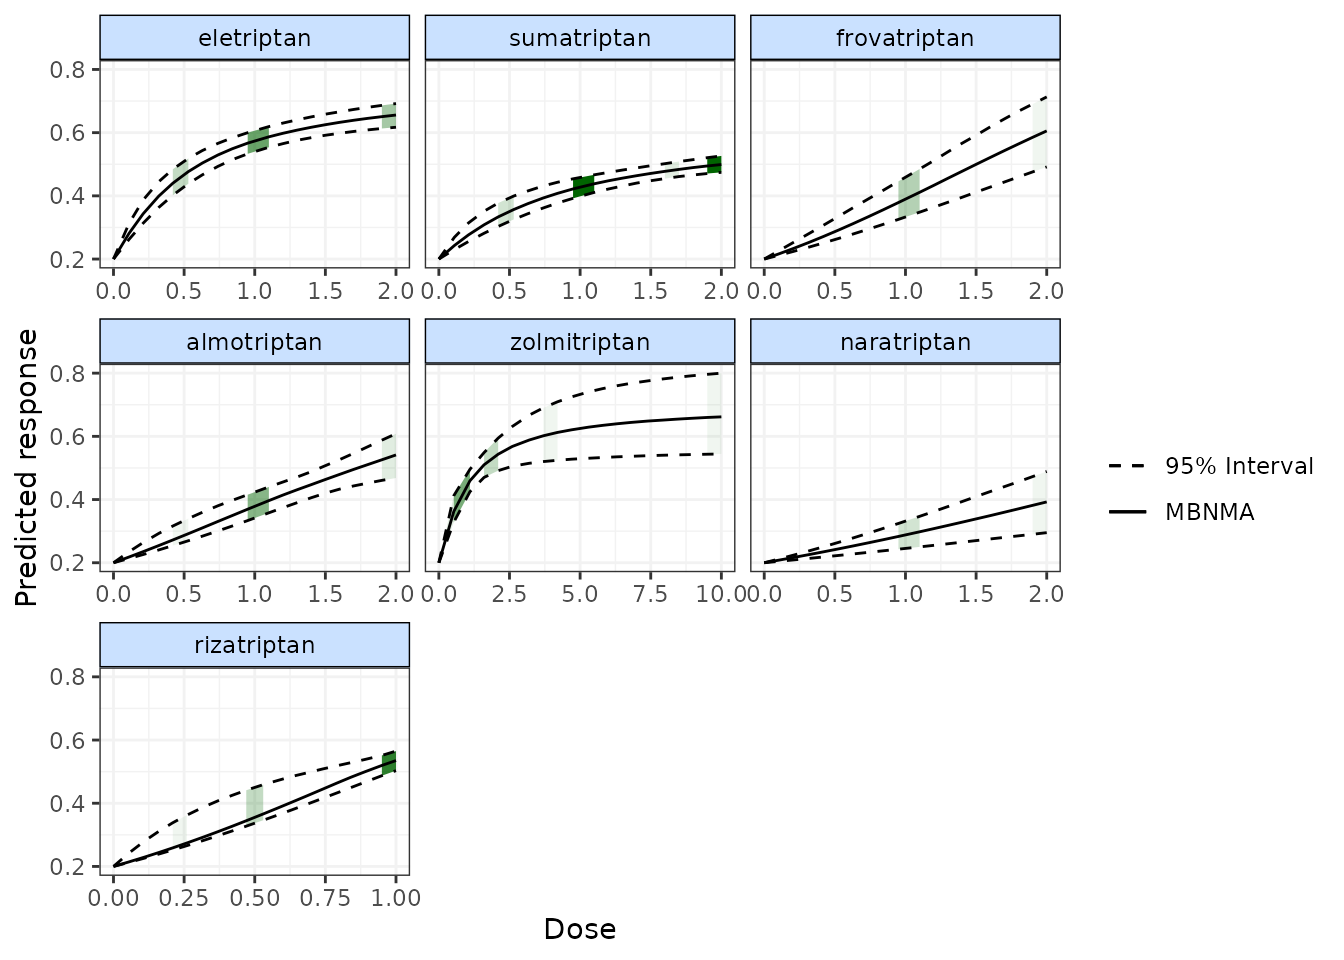 eletriptan sumatriptan frovatriptan
0.8
0.6
0.4
0.2
0.0 0.5 1.0 1.5 2.0 0.0 0.5 1.0 1.5 2.0 0.0 0.5 1.0 1.5 2.0
almotriptan zolmitriptan naratriptan
0.8
0.6
0.4
0.2
0.0 0.5 1.0 1.5 2.0 0.0 2.5 5.0 7.5 10.0 0.0 0.5 1.0 1.5 2.0
rizatriptan
0.8
0.6
0.4
0.2
0.00 0.25 0.50 0.75 1.00
Predicted response
Dose
95% Interval
MBNMA